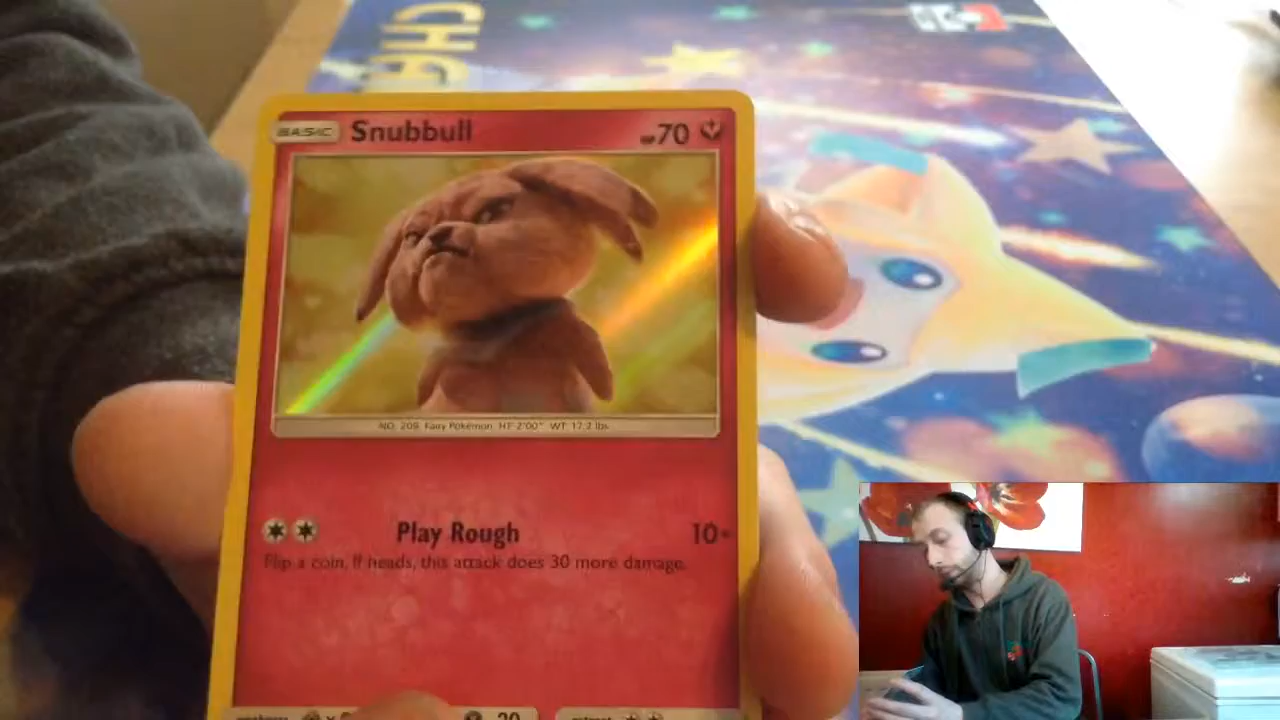 BASIC Snubbull HP70
NO. 209 Fairy Pokémon HT 2'00" WT 17.2 lbs
Play Rough 10+
Flip a coin. If heads, this attack does 30 more damage.